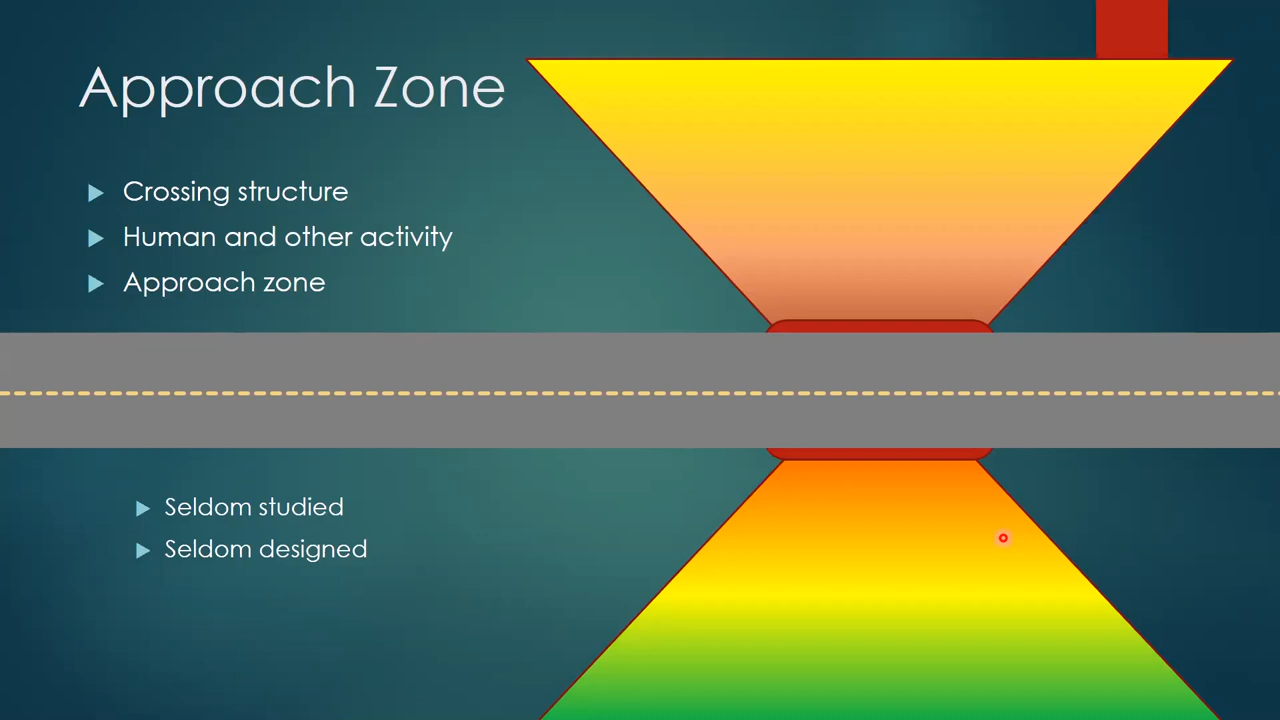 Approach Zone
Crossing structure
Human and other activity
Approach zone
Seldom studied
Seldom designed